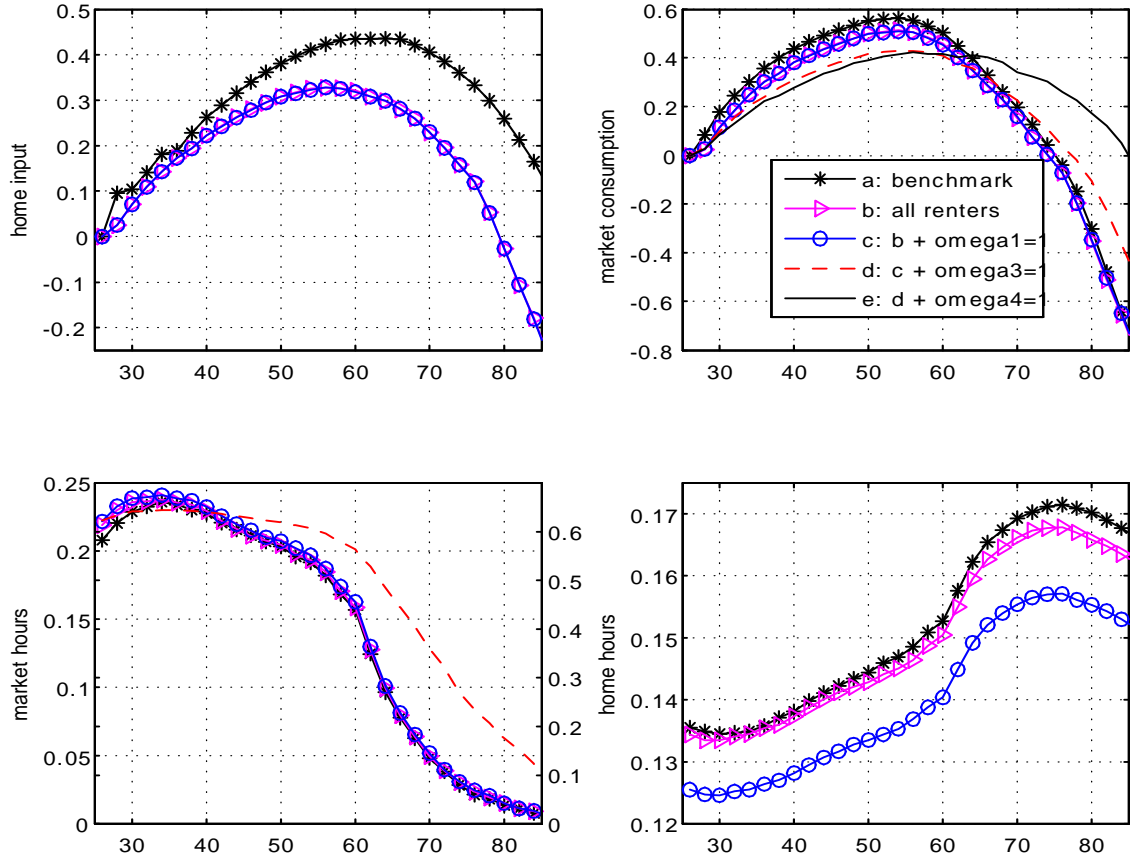 0.5
0.4
0.3
0.2
0.1
0
-0.1
-0.2
home input
30 40 50 60 70 80
0.6
0.4
0.2
0
-0.2
-0.4
-0.6
-0.8
market consumption
a: benchmark
b: all renters
c: b + omega1=1
d: c + omega3=1
e: d + omega4=1
30 40 50 60 70 80
0.25
0.2
0.15
0.1
0.05
0
market hours
0.6
0.5
0.4
0.3
0.2
0.1
0
30 40 50 60 70 80
0.17
0.16
0.15
0.14
0.13
0.12
home hours
30 40 50 60 70 80